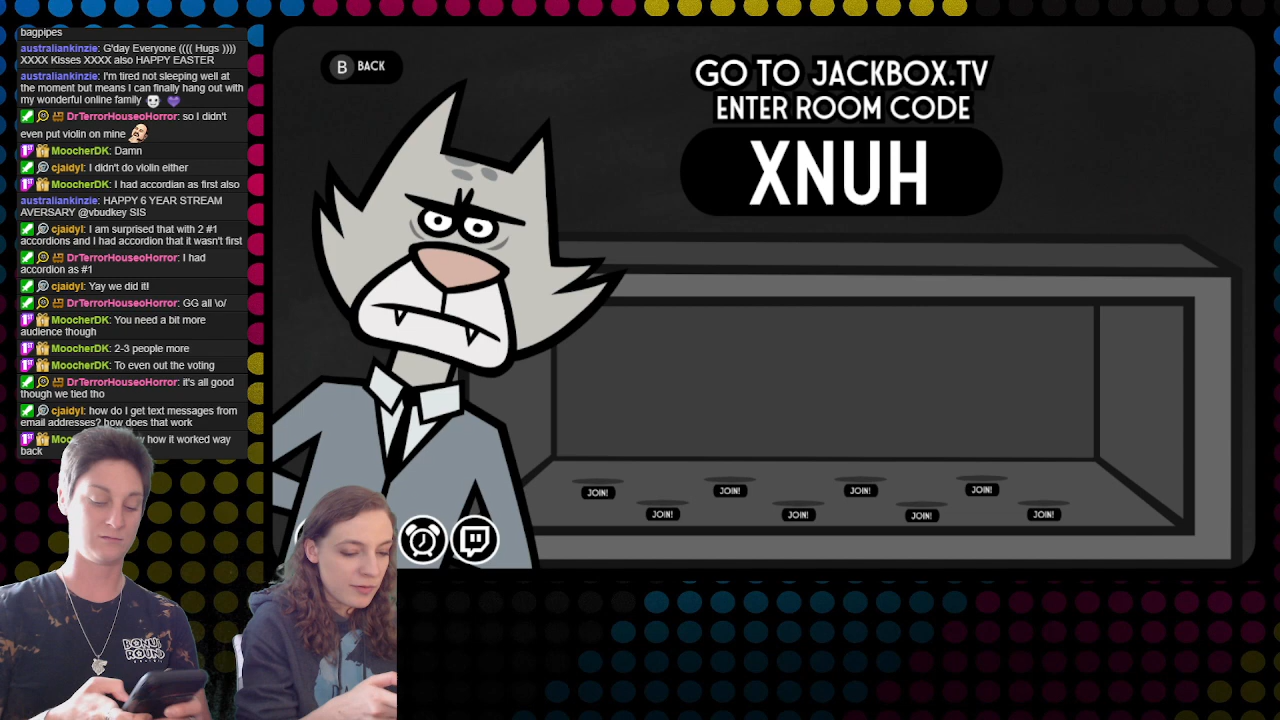 bagpipes
australiankinzie: G'day Everyone (((( Hugs ))))
XXXX Kisses XXXX also HAPPY EASTER
australiankinzie: I'm tired not sleeping well at
the moment but means I can finally hang out with
my wonderful online family
DrTerrorHouseoHorror: so I didn't
even put violin on mine
MoocherDK: Damn
cjaidyl: I didn't do violin either
MoocherDK: I had accordian as first also
australiankinzie: HAPPY 6 YEAR STREAM
AVERSARY @vbudkey SIS
cjaidyl: I am surprised that with 2 #1
accordions and I had accordion that it wasn't first
DrTerrorHouseoHorror: I had
accordion as #1
cjaidyl: Yay we did it!
DrTerrorHouseoHorror: GG all \o/
MoocherDK: You need a bit more
audience though
MoocherDK: 2-3 people more
MoocherDK: To even out the voting
DrTerrorHouseoHorror: it's all good
though we tied tho
cjaidyl: how do I get text messages from
email addresses? how does that work
how it worked way
back
B BACK
GO TO JACKBOX.TV
ENTER ROOM CODE
XNUH
JOIN!
JOIN!
JOIN!
JOIN!
JOIN!
JOIN!
JOIN!
JOIN!
BONUS
ROUND